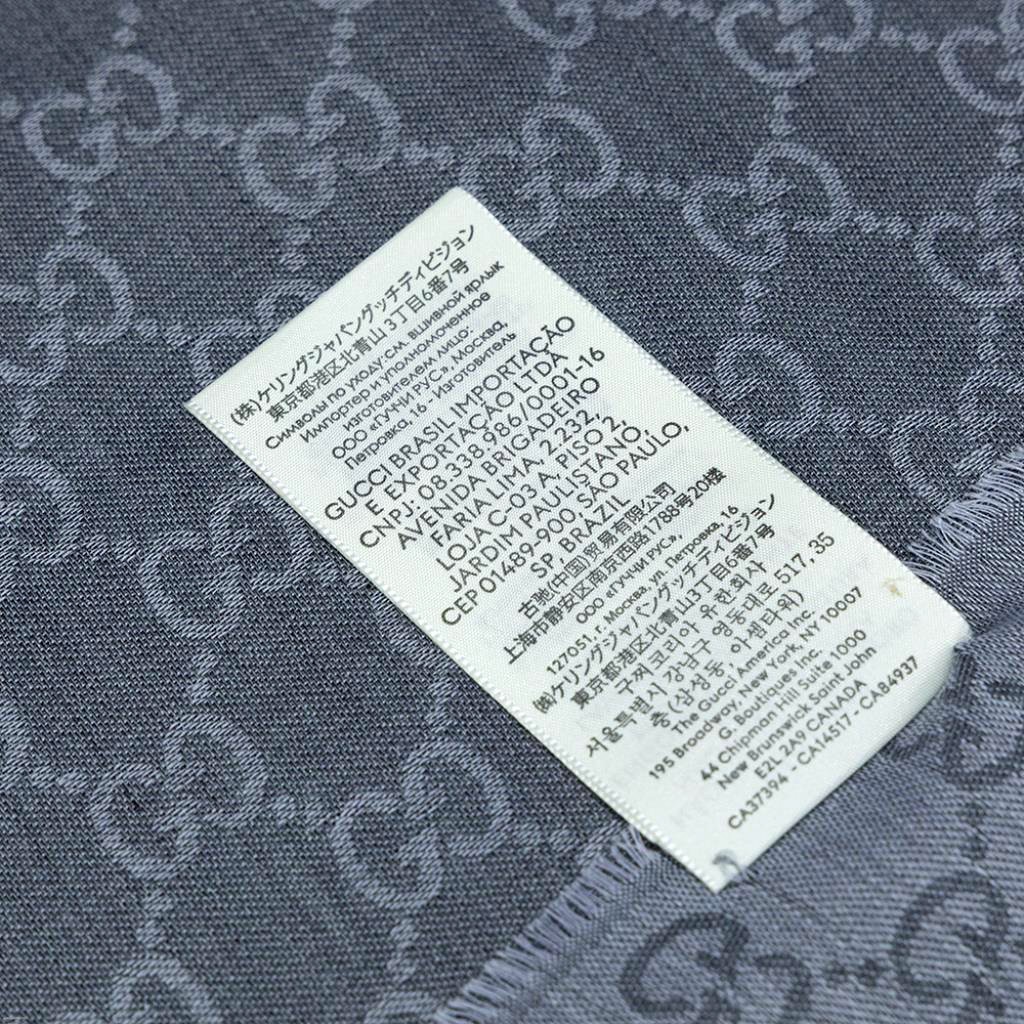 (株)ケリングジャパングッチディビジョン
東京都港区北青山3丁目6番7号
Символы по уходу: см. вшивной ярлык
Импортер и уполномоченное
изготовителем лицо:
ООО «ГУЧЧИ РУС», Москва,
Петровка, 16 - Изготовитель
GUCCI BRASIL IMPORTAÇÃO
E EXPORTAÇÃO LTDA
CNPJ: 08.338.986/0001-16
AVENIDA BRIGADEIRO
FARIA LIMA, 2.232,
LOJA C-03 A, PISO 2,
JARDIM PAULISTANO,
CEP 01489-900, SÃO PAULO,
SP, BRAZIL
古驰(中国)贸易有限公司
上海市静安区南京西路1788号20楼
ООО «ГУЧЧИ РУС»,
127051, г. Москва, ул. Петровка, 16
(株)ケリングジャパングッチディビジョン
東京都港区北青山3丁目6番7号
구찌코리아 유한회사
서울특별시 강남구 영동대로 517, 35
층(삼성동, 아셈타워)
The Gucci America Inc.
195 Broadway, New York, NY 10007
G. Boutiques Inc.
44 Chipman Hill Suite 1000
New Brunswick Saint John
E2L 2A9 CANADA
CA37394 - CA14517 - CA84937